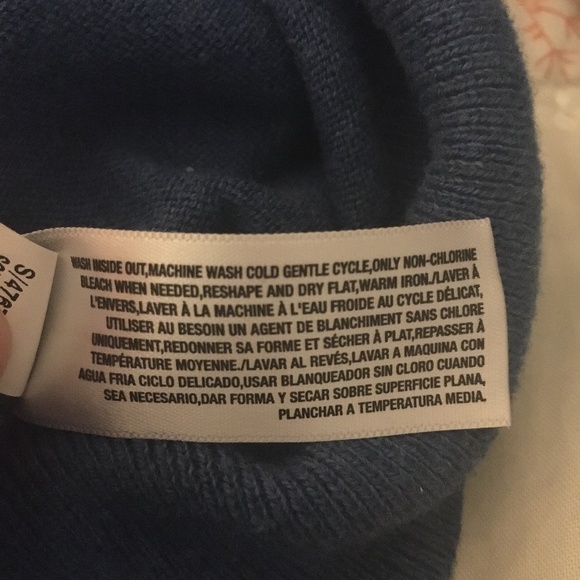 WASH INSIDE OUT,MACHINE WASH COLD GENTLE CYCLE,ONLY NON-CHLORINE
BLEACH WHEN NEEDED,RESHAPE AND DRY FLAT,WARM IRON./LAVER À
L'ENVERS,LAVER À LA MACHINE À L'EAU FROIDE AU CYCLE DÉLICAT,
UTILISER AU BESOIN UN AGENT DE BLANCHIMENT SANS CHLORE
UNIQUEMENT,REDONNER SA FORME ET SÉCHER À PLAT,REPASSER À
TEMPÉRATURE MOYENNE./LAVAR AL REVÉS,LAVAR A MAQUINA CON
AGUA FRIA CICLO DELICADO,USAR BLANQUEADOR SIN CLORO CUANDO
SEA NECESARIO,DAR FORMA Y SECAR SOBRE SUPERFICIE PLANA,
PLANCHAR A TEMPERATURA MEDIA.